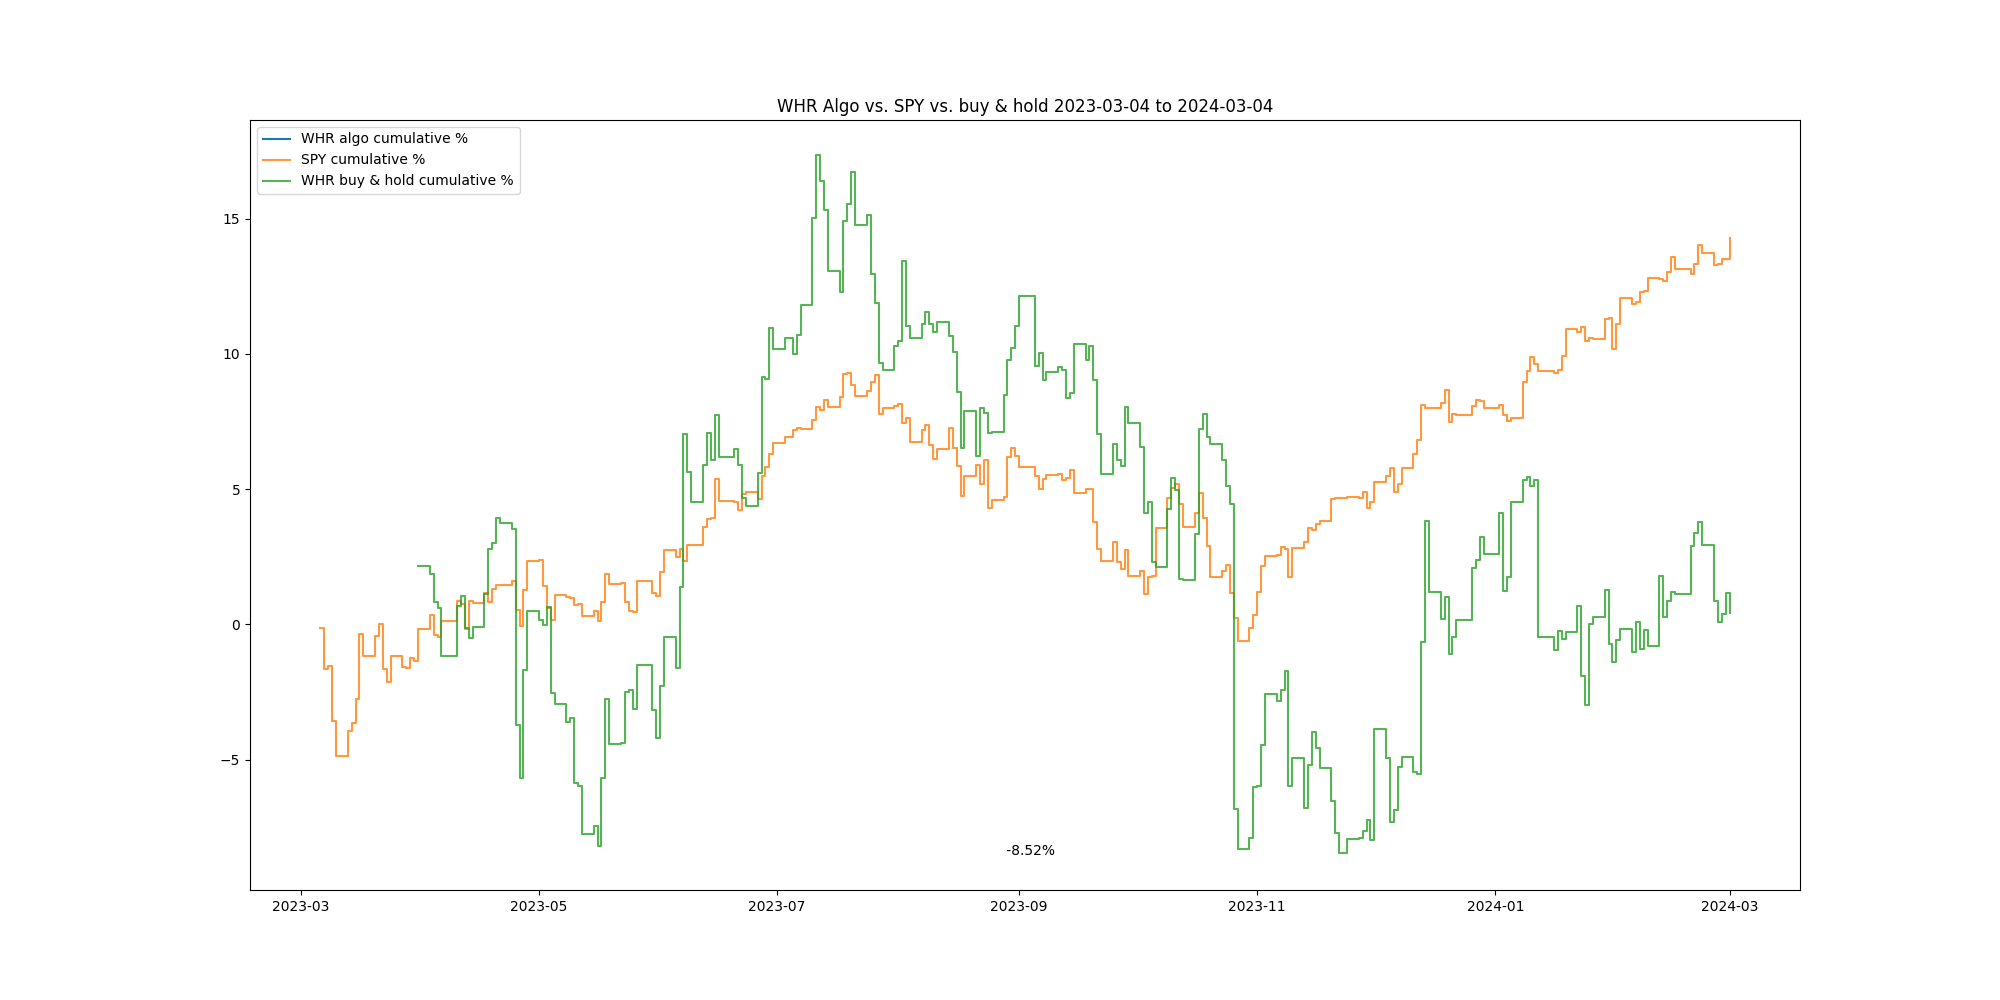 WHR Algo vs. SPY vs. buy & hold 2023-03-04 to 2024-03-04
WHR algo cumulative %
SPY cumulative %
WHR buy & hold cumulative %
15
10
5
0
−5
-8.52%
2023-03 2023-05 2023-07 2023-09 2023-11 2024-01 2024-03